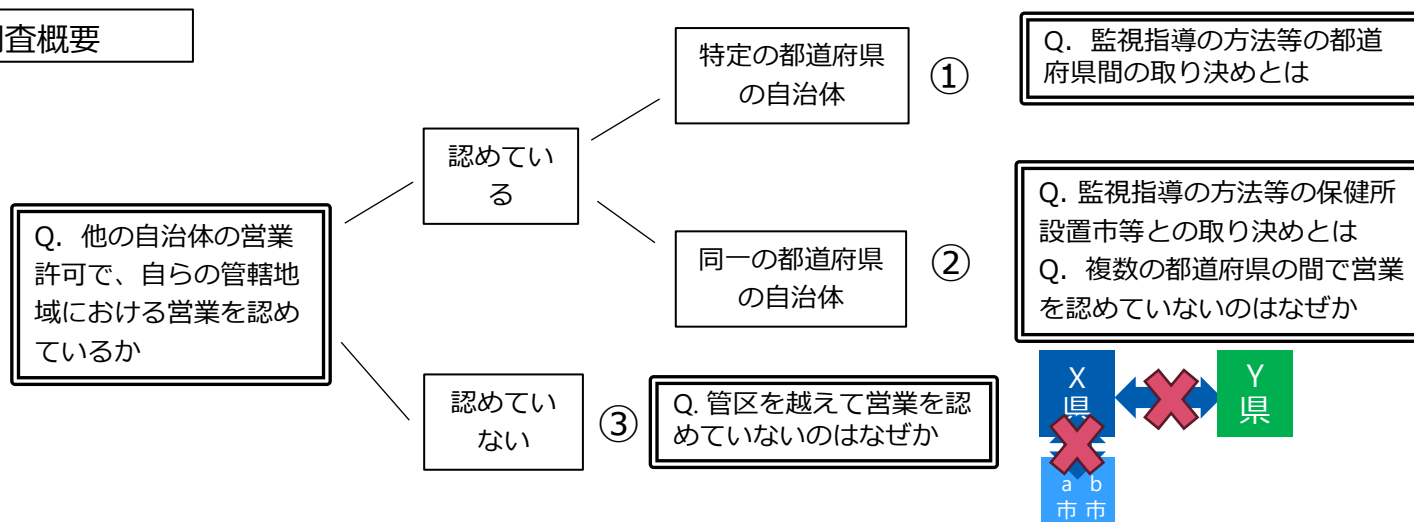 査概要
Q. 他の自治体の営業
許可で、自らの管轄地
域における営業を認め
ているか
認めてい
る
特定の都道府県
の自治体
①
Q. 監視指導の方法等の都道
府県間の取り決めとは
同一の都道府県
の自治体
②
Q. 監視指導の方法等の保健所
設置市等との取り決めとは
Q. 複数の都道府県の間で営業
を認めていないのはなぜか
認めてい
ない
③
Q. 管区を越えて営業を認
めていないのはなぜか
X
県
Y
県
a b
市 市